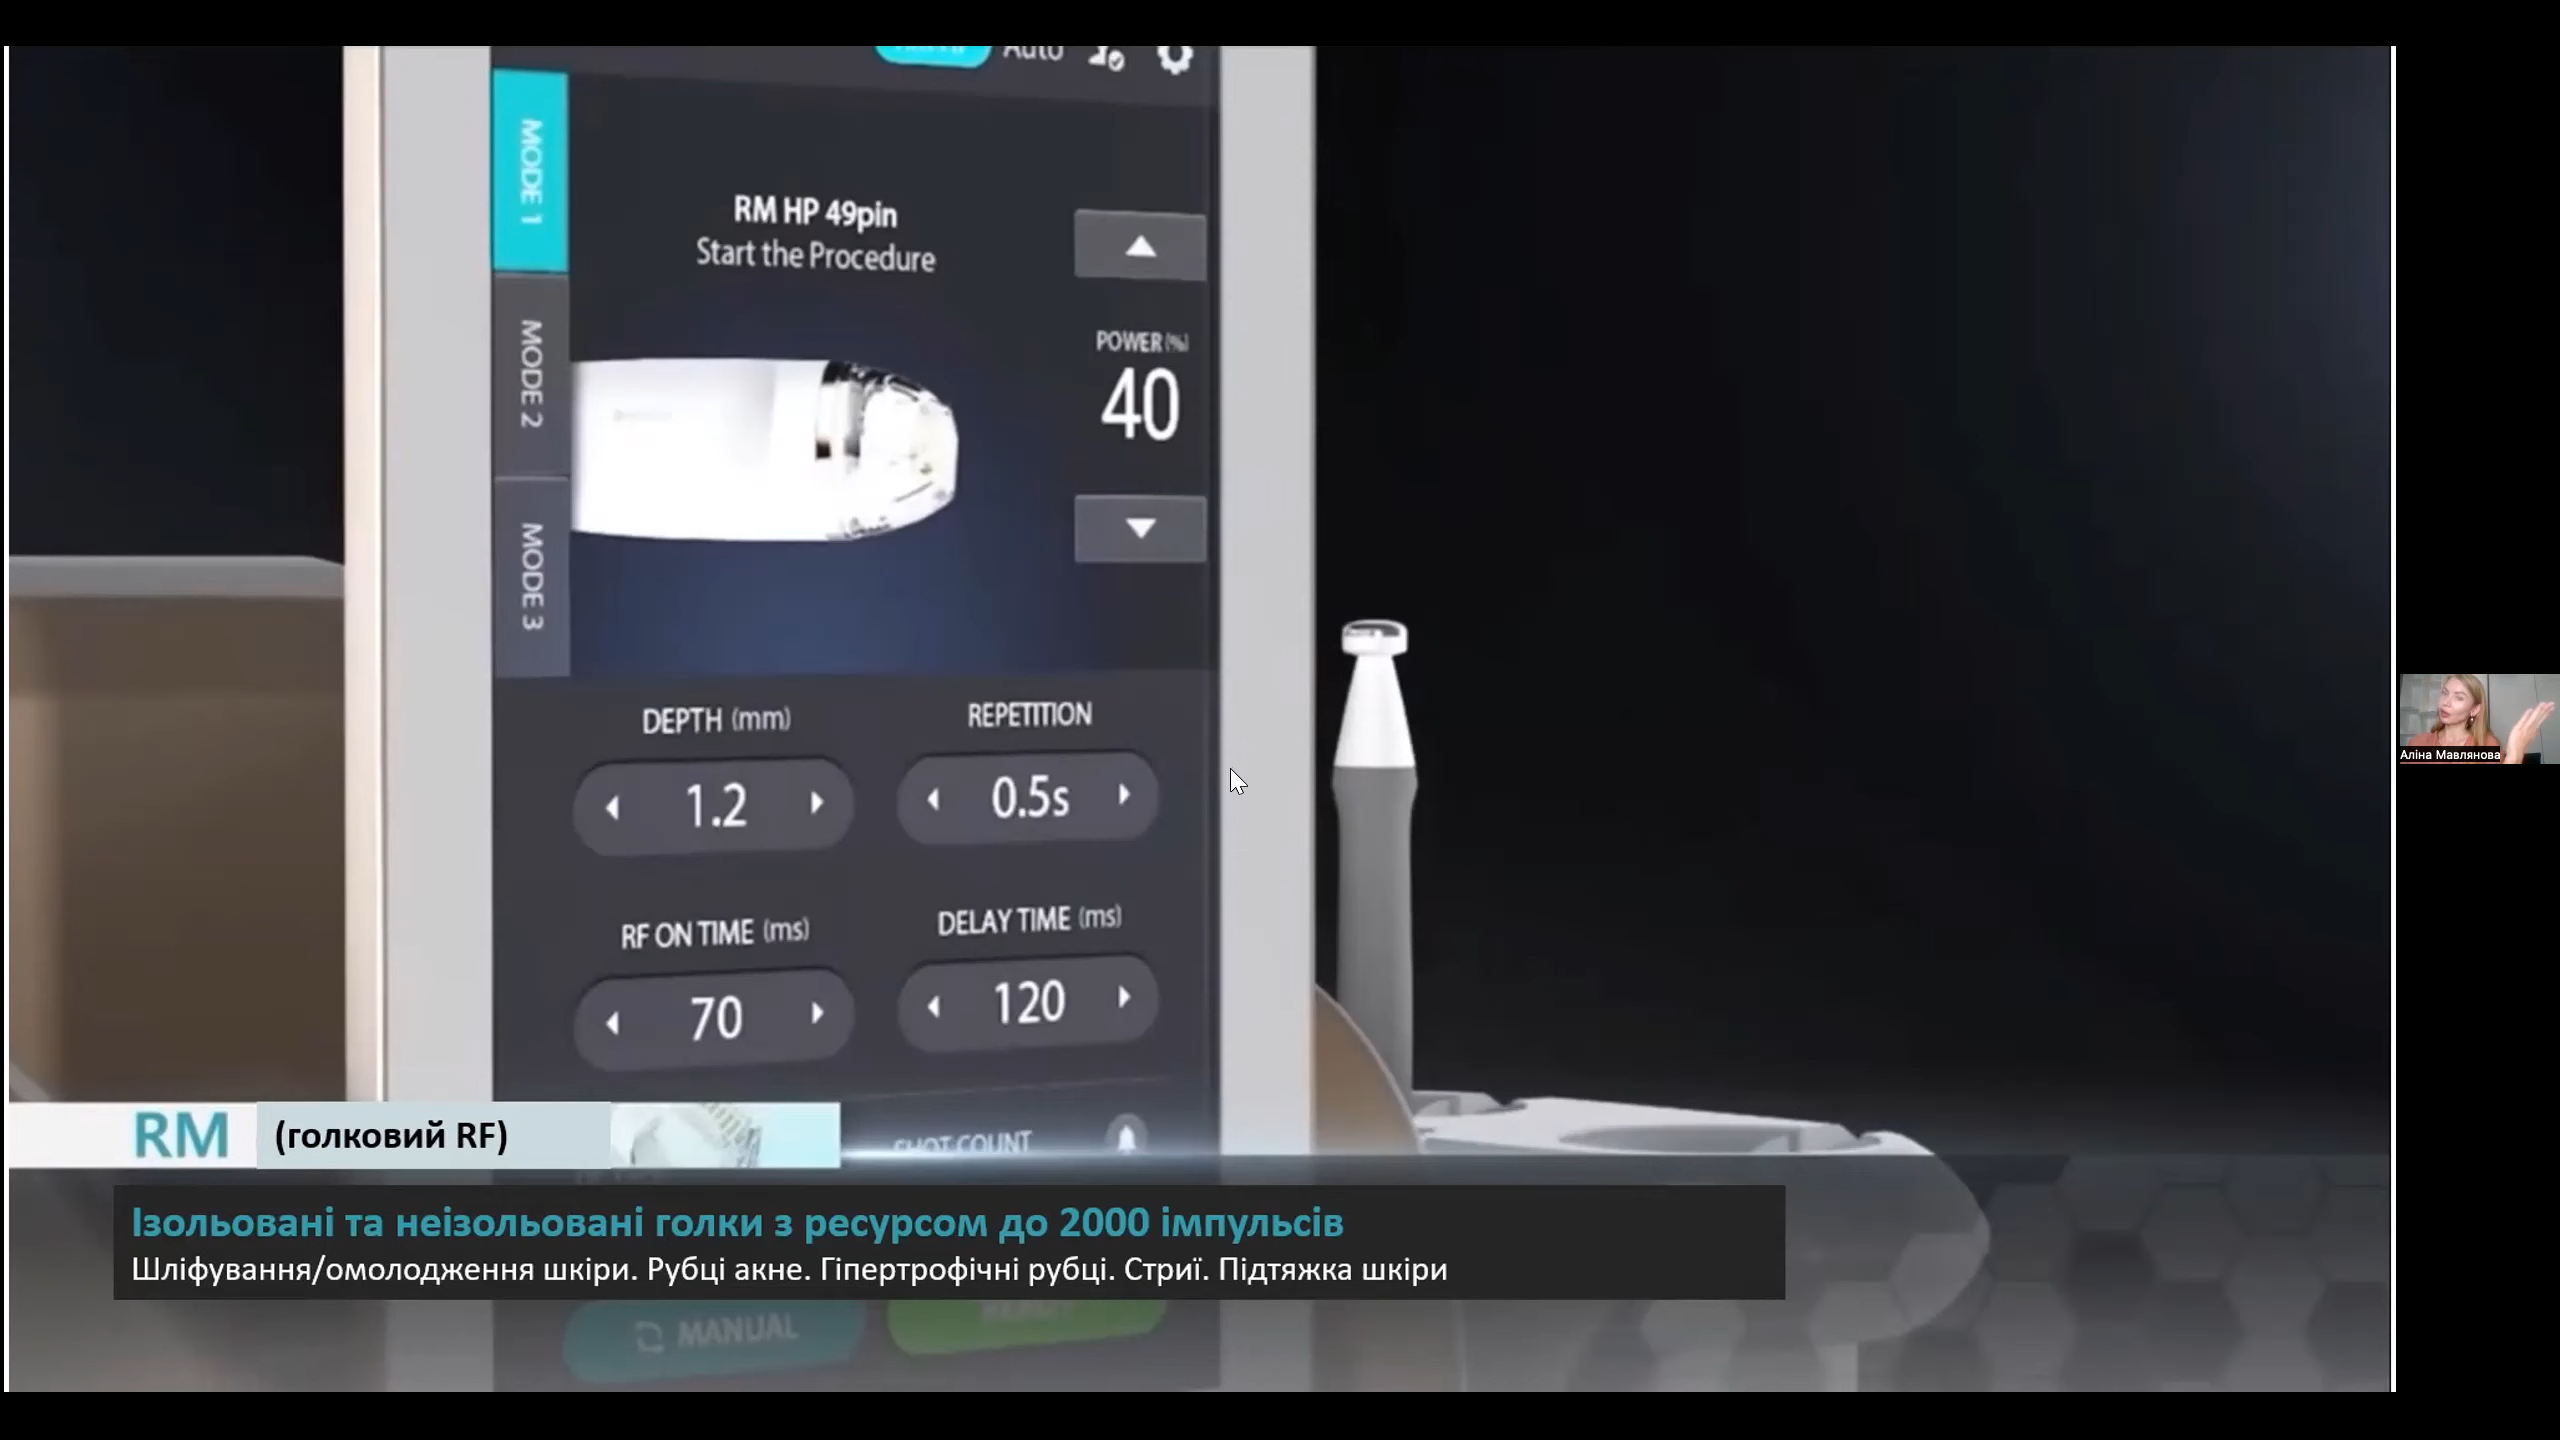 Auto
MODE 1
RM HP 49pin
Start the Procedure
POWER (%)
40
MODE 2
MODE 3
DEPTH (mm)
REPETITION
1.2
0.5s
RF ON TIME (ms)
DELAY TIME (ms)
70
120
SHOT COUNT
RM (голковий RF)
Ізольовані та неізольовані голки з ресурсом до 2000 імпульсів
Шліфування/омолодження шкіри. Рубці акне. Гіпертрофічні рубці. Стриї. Підтяжка шкіри
MANUAL
Аліна Мавлянова